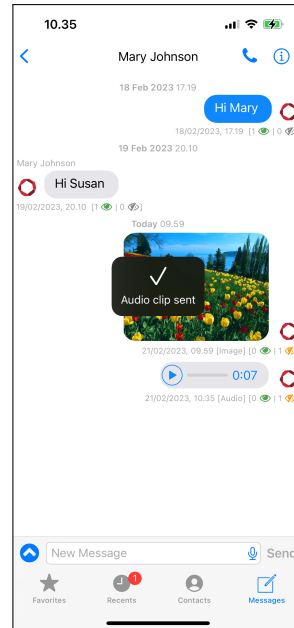 10.35
Mary Johnson
18 Feb 2023 17.19
Hi Mary
18/02/2023, 17.19 [1 | 0
19 Feb 2023 20.10
Mary Johnson
Hi Susan
19/02/2023, 20.10 [1 | 0 ]
Today 09.59
Audio clip sent
21/02/2023, 09.59 [Image] [0 | 1
0:07
21/02/2023, 10.35 [Audio] [0 | 1
New Message
Send
1
Favorites
Recents
Contacts
Messages